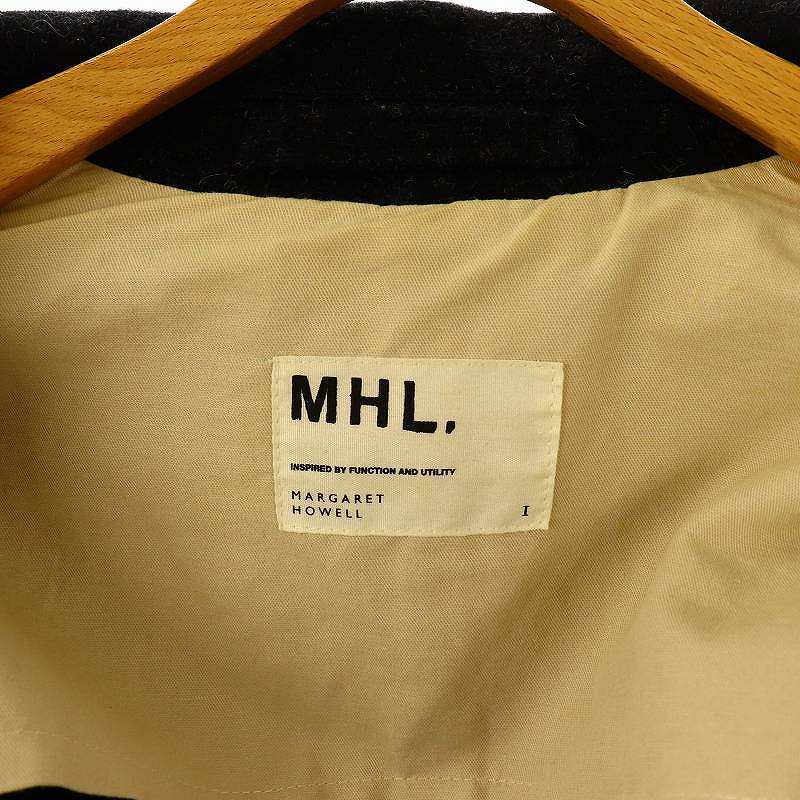 MHL.
INSPIRED BY FUNCTION AND UTILITY
MARGARET
HOWELL
I